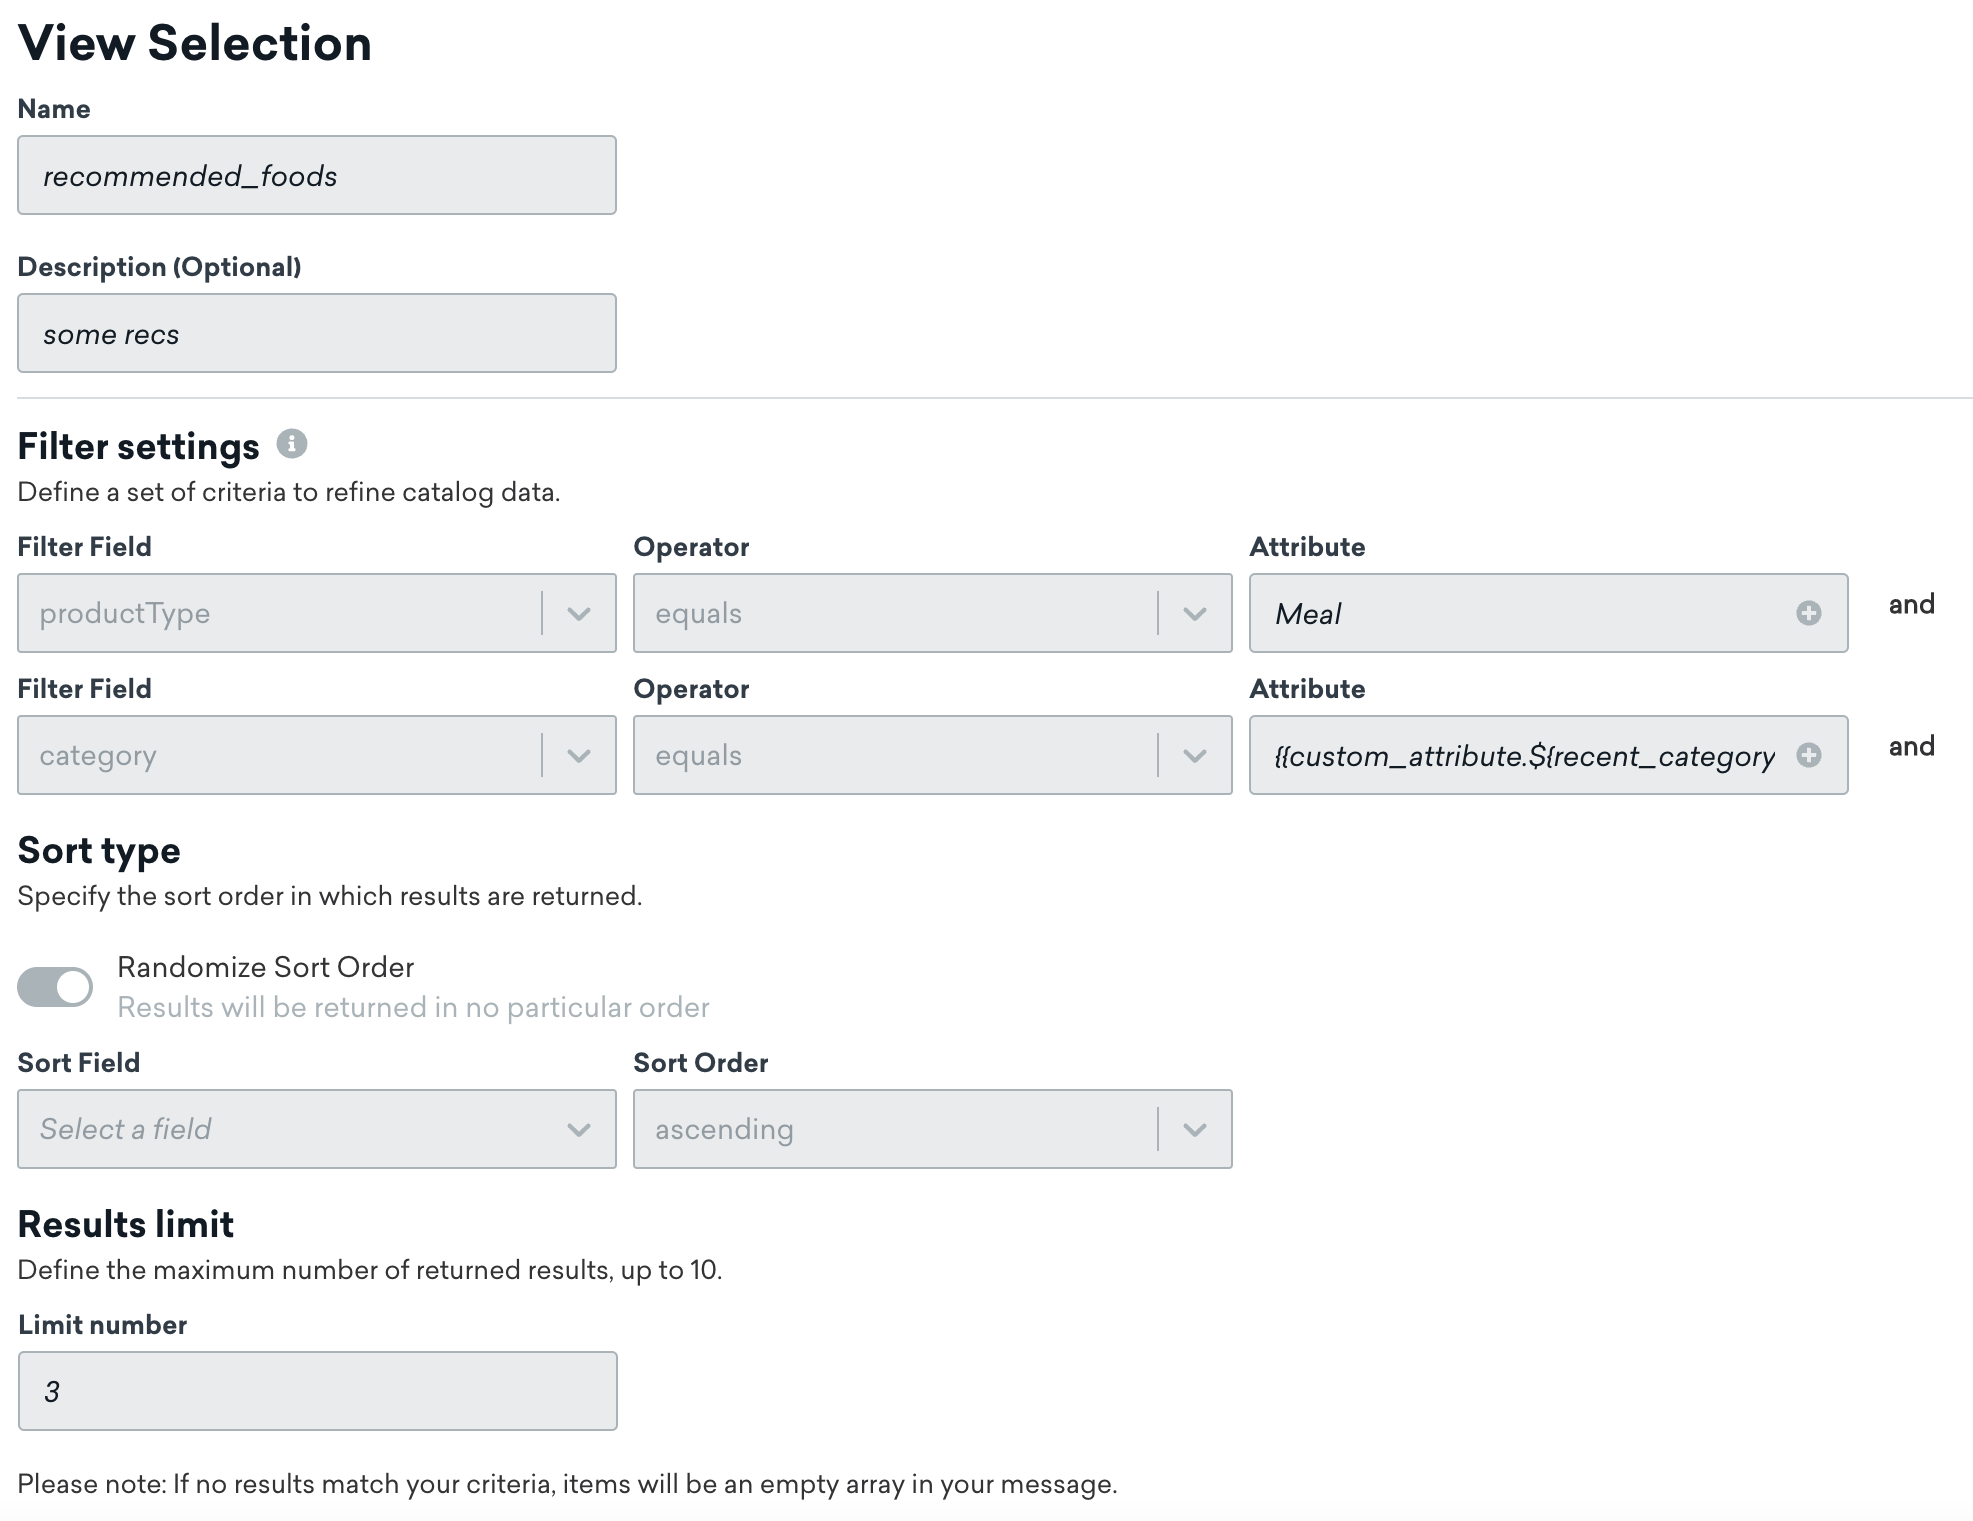 View Selection
Name
recommended_foods
Description (Optional)
some recs
Filter settings
Define a set of criteria to refine catalog data.
Filter Field Operator Attribute
productType equals Meal and
Filter Field Operator Attribute
category equals {{custom_attribute.${recent_category and
Sort type
Specify the sort order in which results are returned.
Randomize Sort Order
Results will be returned in no particular order
Sort Field Sort Order
Select a field ascending
Results limit
Define the maximum number of returned results, up to 10.
Limit number
3
Please note: If no results match your criteria, items will be an empty array in your message.